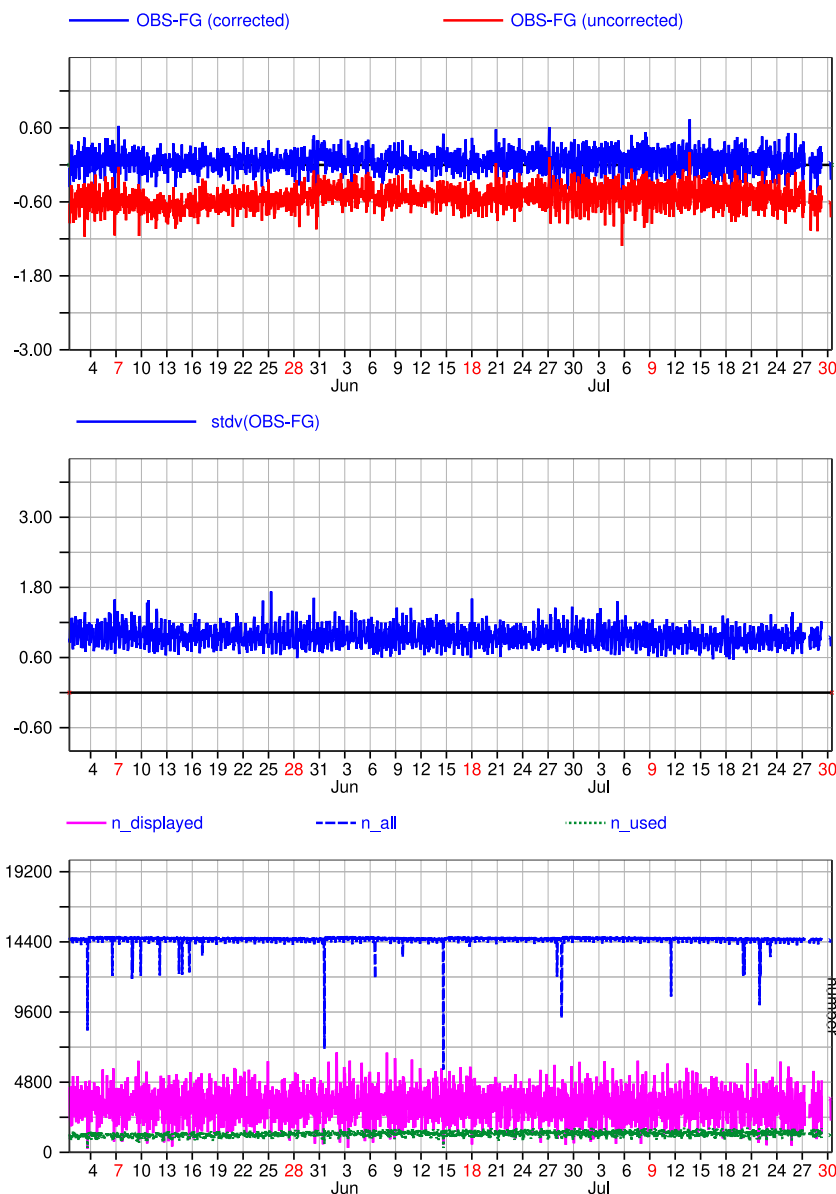 OBS-FG (corrected) OBS-FG (uncorrected)
0.60
-0.60
-1.80
-3.00
4 7 10 13 16 19 22 25 28 31 3 6 9 12 15 18 21 24 27 30 3 6 9 12 15 18 21 24 27 30
Jun Jul
stdv(OBS-FG)
3.00
1.80
0.60
-0.60
4 7 10 13 16 19 22 25 28 31 3 6 9 12 15 18 21 24 27 30 3 6 9 12 15 18 21 24 27 30
Jun Jul
n_displayed n_all n_used
19200
14400
9600
4800
0
number
4 7 10 13 16 19 22 25 28 31 3 6 9 12 15 18 21 24 27 30 3 6 9 12 15 18 21 24 27 30
Jun Jul